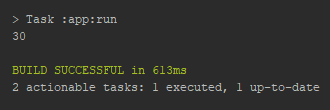 > Task :app:run
30
BUILD SUCCESSFUL in 613ms
2 actionable tasks: 1 executed, 1 up-to-date